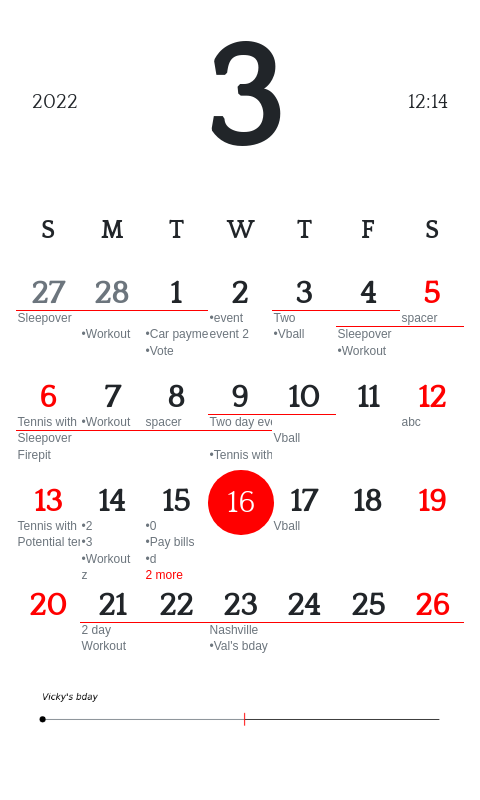 3
2022 12:14
S M T W T F S
27 28 1 2 3 4 5
Sleepover •event Two spacer
•Workout •Car payme event 2 •Vball Sleepover
•Vote •Workout
6 7 8 9 10 11 12
Tennis with •Workout spacer Two day eve abc
Sleepover Vball
Firepit •Tennis with
13 14 15 16 17 18 19
Tennis with •2 •0 Vball
Potential ten •3 •Pay bills
•Workout •d
z 2 more
20 21 22 23 24 25 26
2 day Nashville
Workout •Val's bday
Vicky's bday